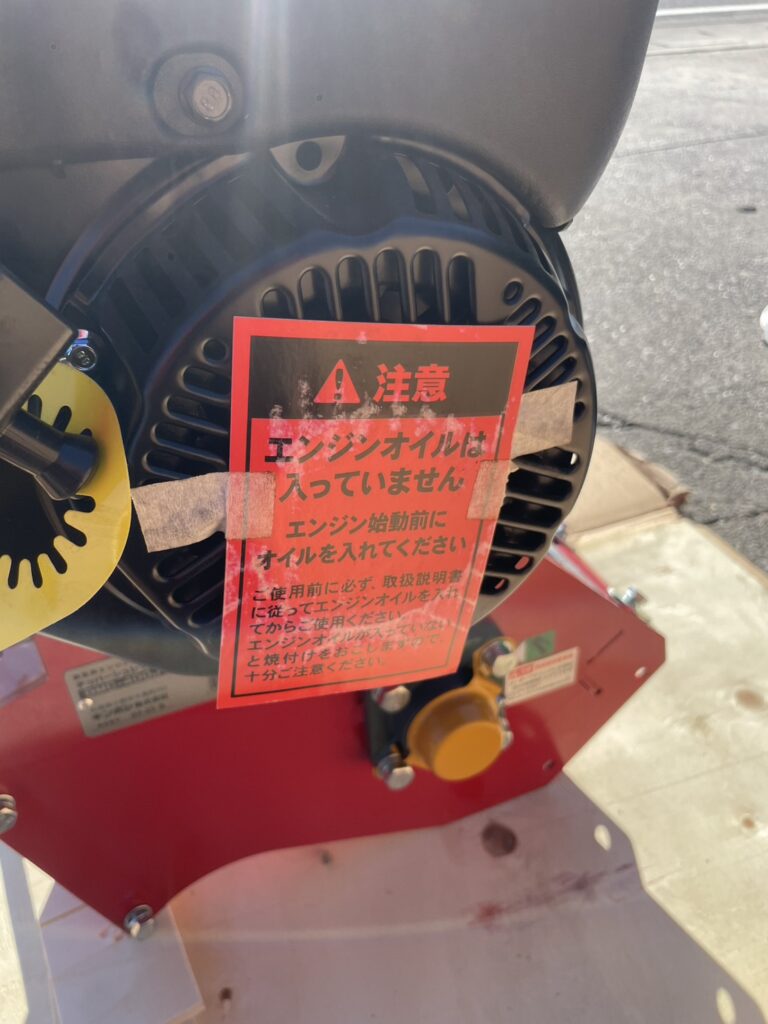 注意
エンジンオイルは
入っていません
エンジン始動前に
オイルを入れてください
ご使用前に必ず、取扱説明書
に従ってエンジンオイルを入れ
てからご使用ください。
エンジンオイルが入っていない
と焼付けをおこしますので、
十分ご注意ください。